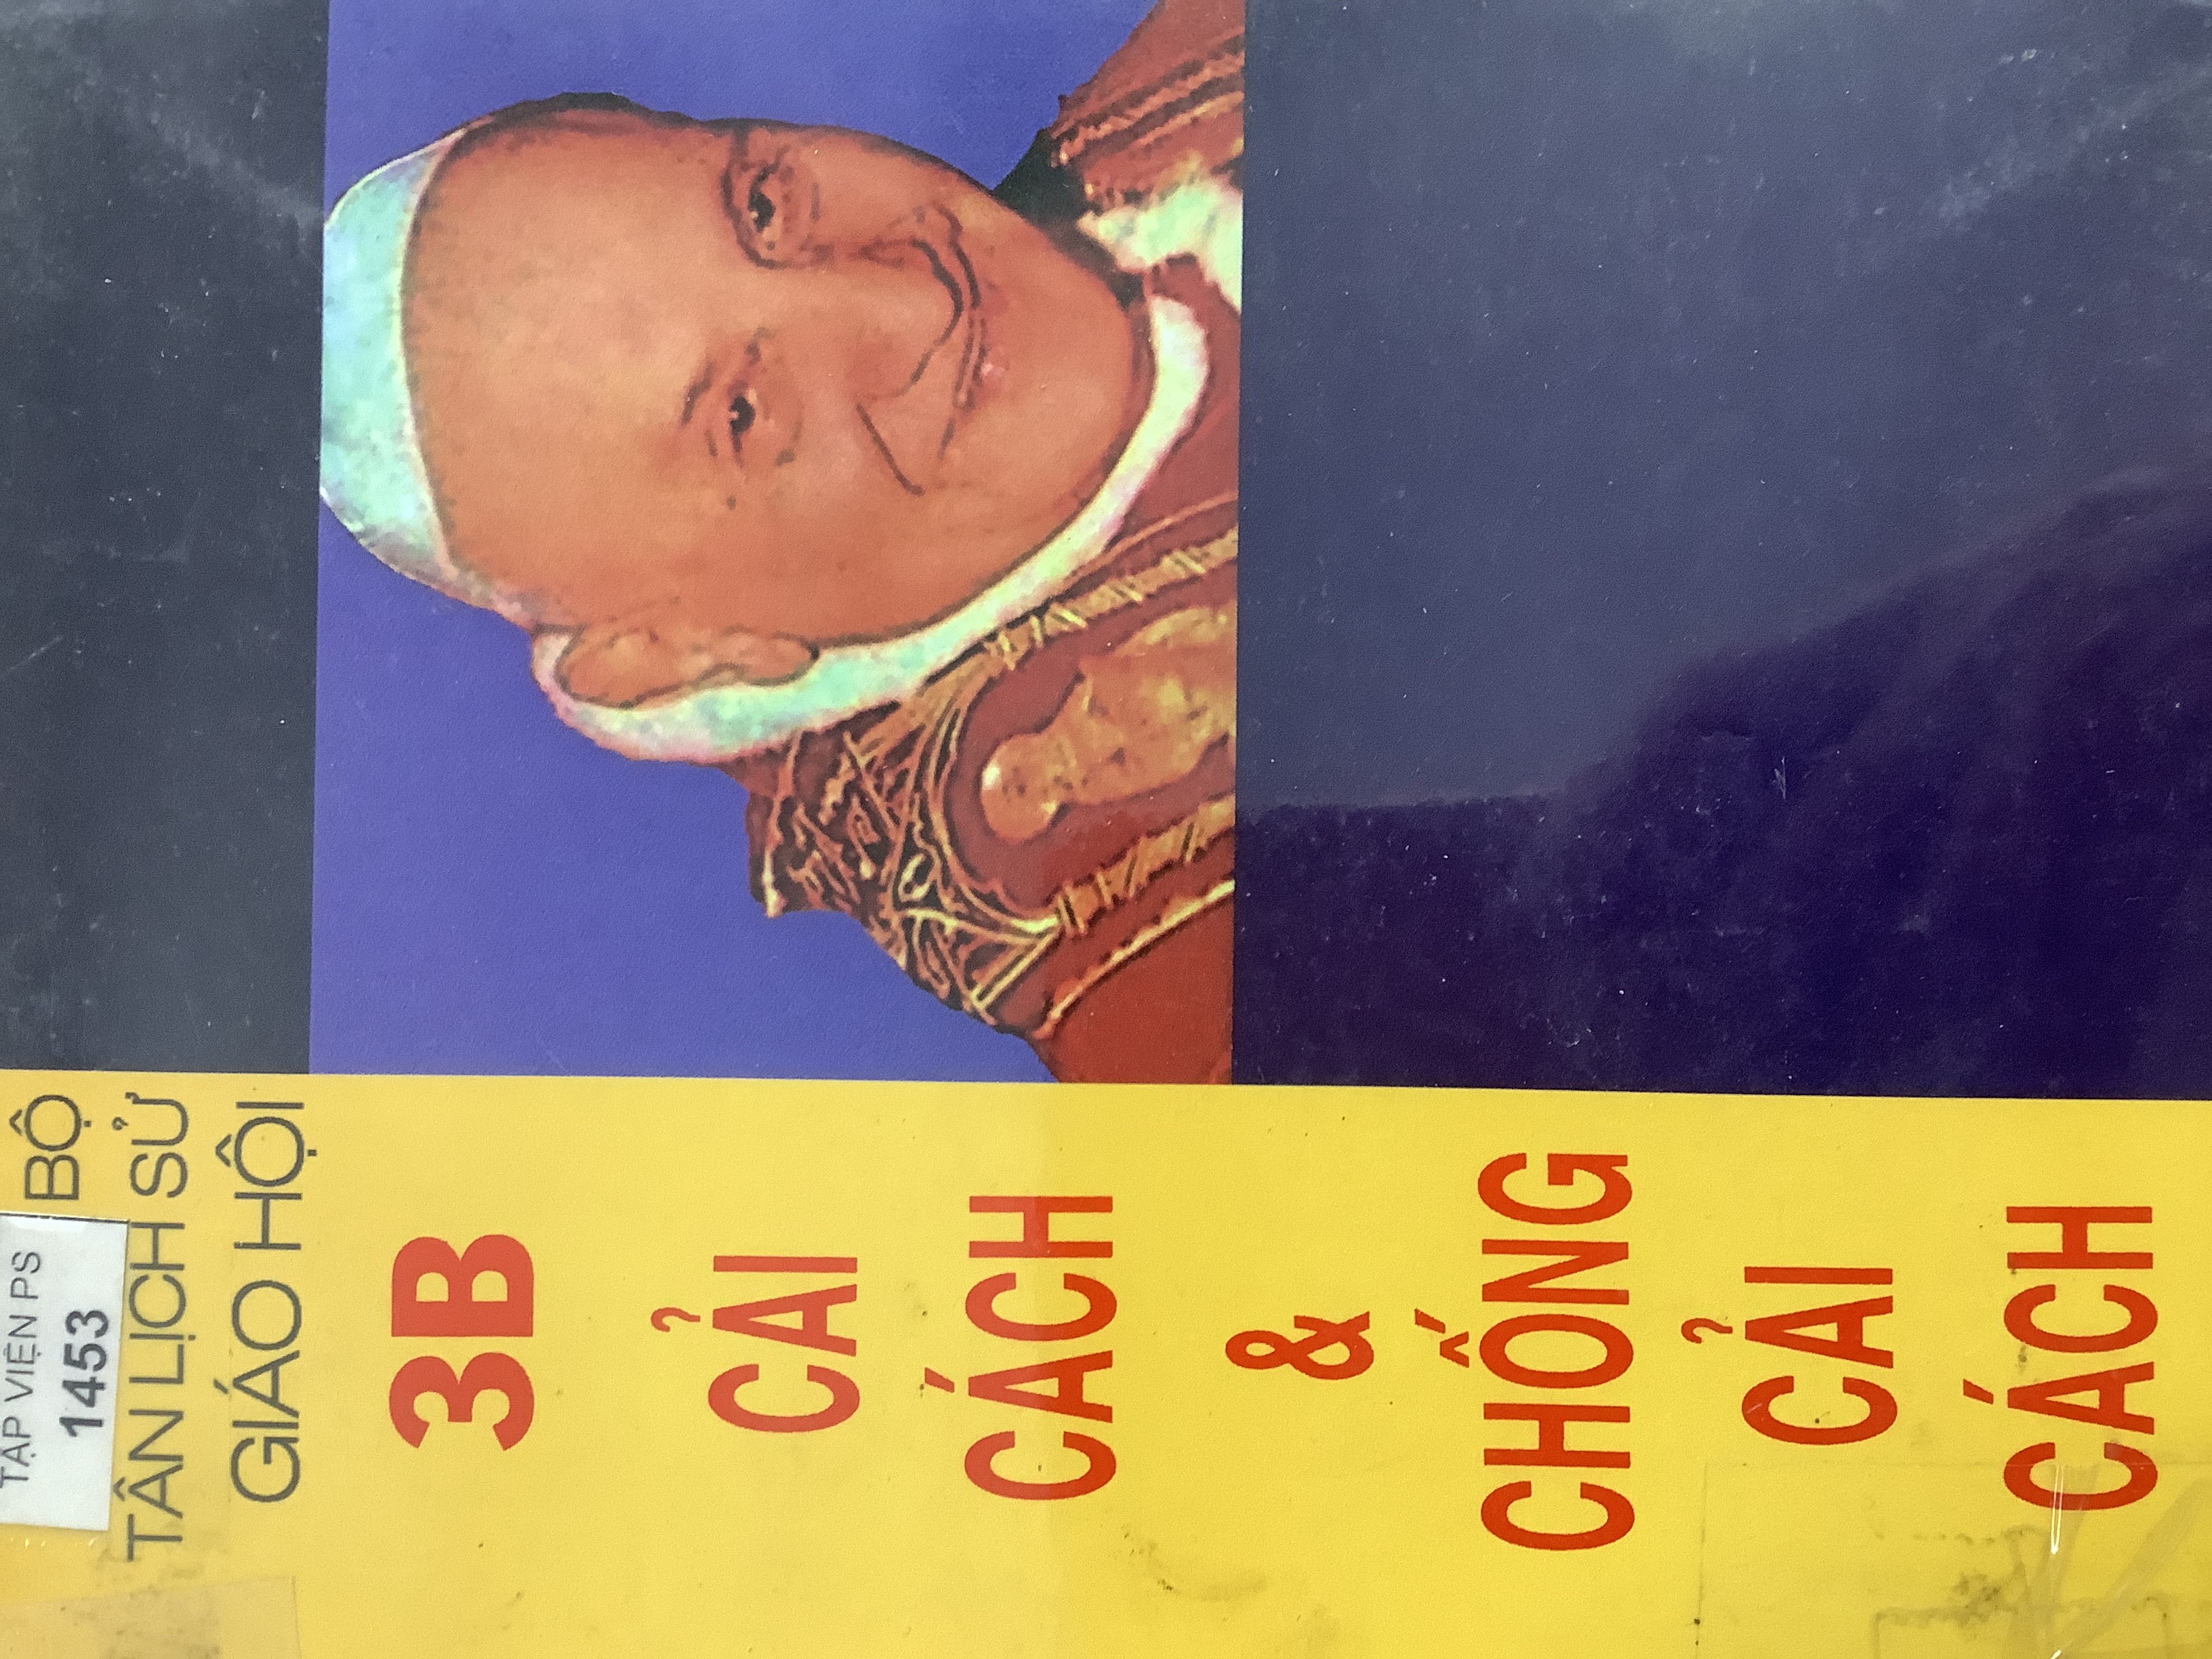 TẬP VIỆN PS
1453
BỘ
TÂN LỊCH SỬ
GIÁO HỘI
3B
CẢI
CÁCH
&
CHỐNG
CẢI
CÁCH